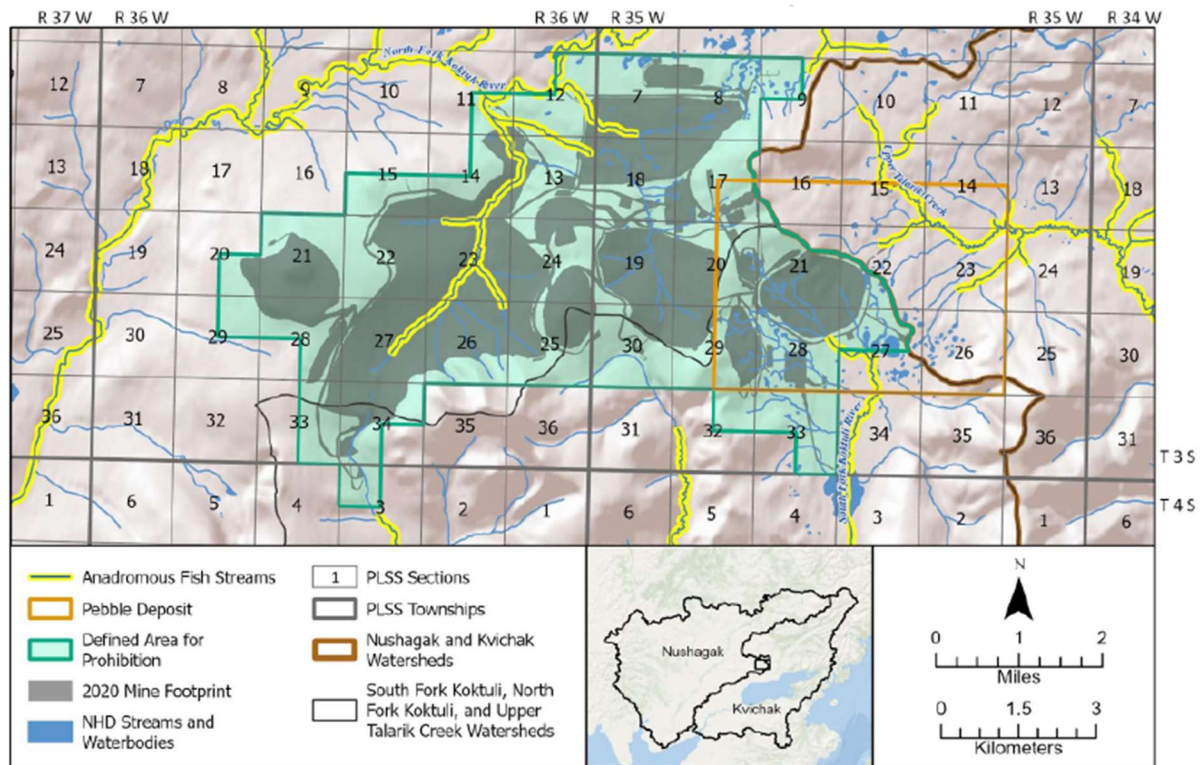 R 37 W R 36 W R 36 W R 35 W R 35 W R 34 W
North Fork Koktuli River
12 7 8 9 10 11 12 7 8 9 10 11 12 7
Upper Talarik Creek
13 18 17 16 15 14 13 18 17 16 15 14 13 18
24 19 20 21 22 23 24 19 20 21 22 23 24 19
25 30 29 28 27 26 25 30 29 28 27 26 25 30
36 31 32 33 34 35 36 31 32 33 34 35 36 31
South Fork Koktuli River
T 3 S
T 4 S
1 6 5 4 3 2 1 6 5 4 3 2 1 6
Anadromous Fish Streams
Pebble Deposit
Defined Area for
Prohibition
2020 Mine Footprint
NHD Streams and
Waterbodies
1 PLSS Sections
PLSS Townships
Nushagak and Kvichak
Watersheds
South Fork Koktuli, North
Fork Koktuli, and Upper
Talarik Creek Watersheds
Nushagak
Kvichak
N
0 1 2
Miles
0 1.5 3
Kilometers